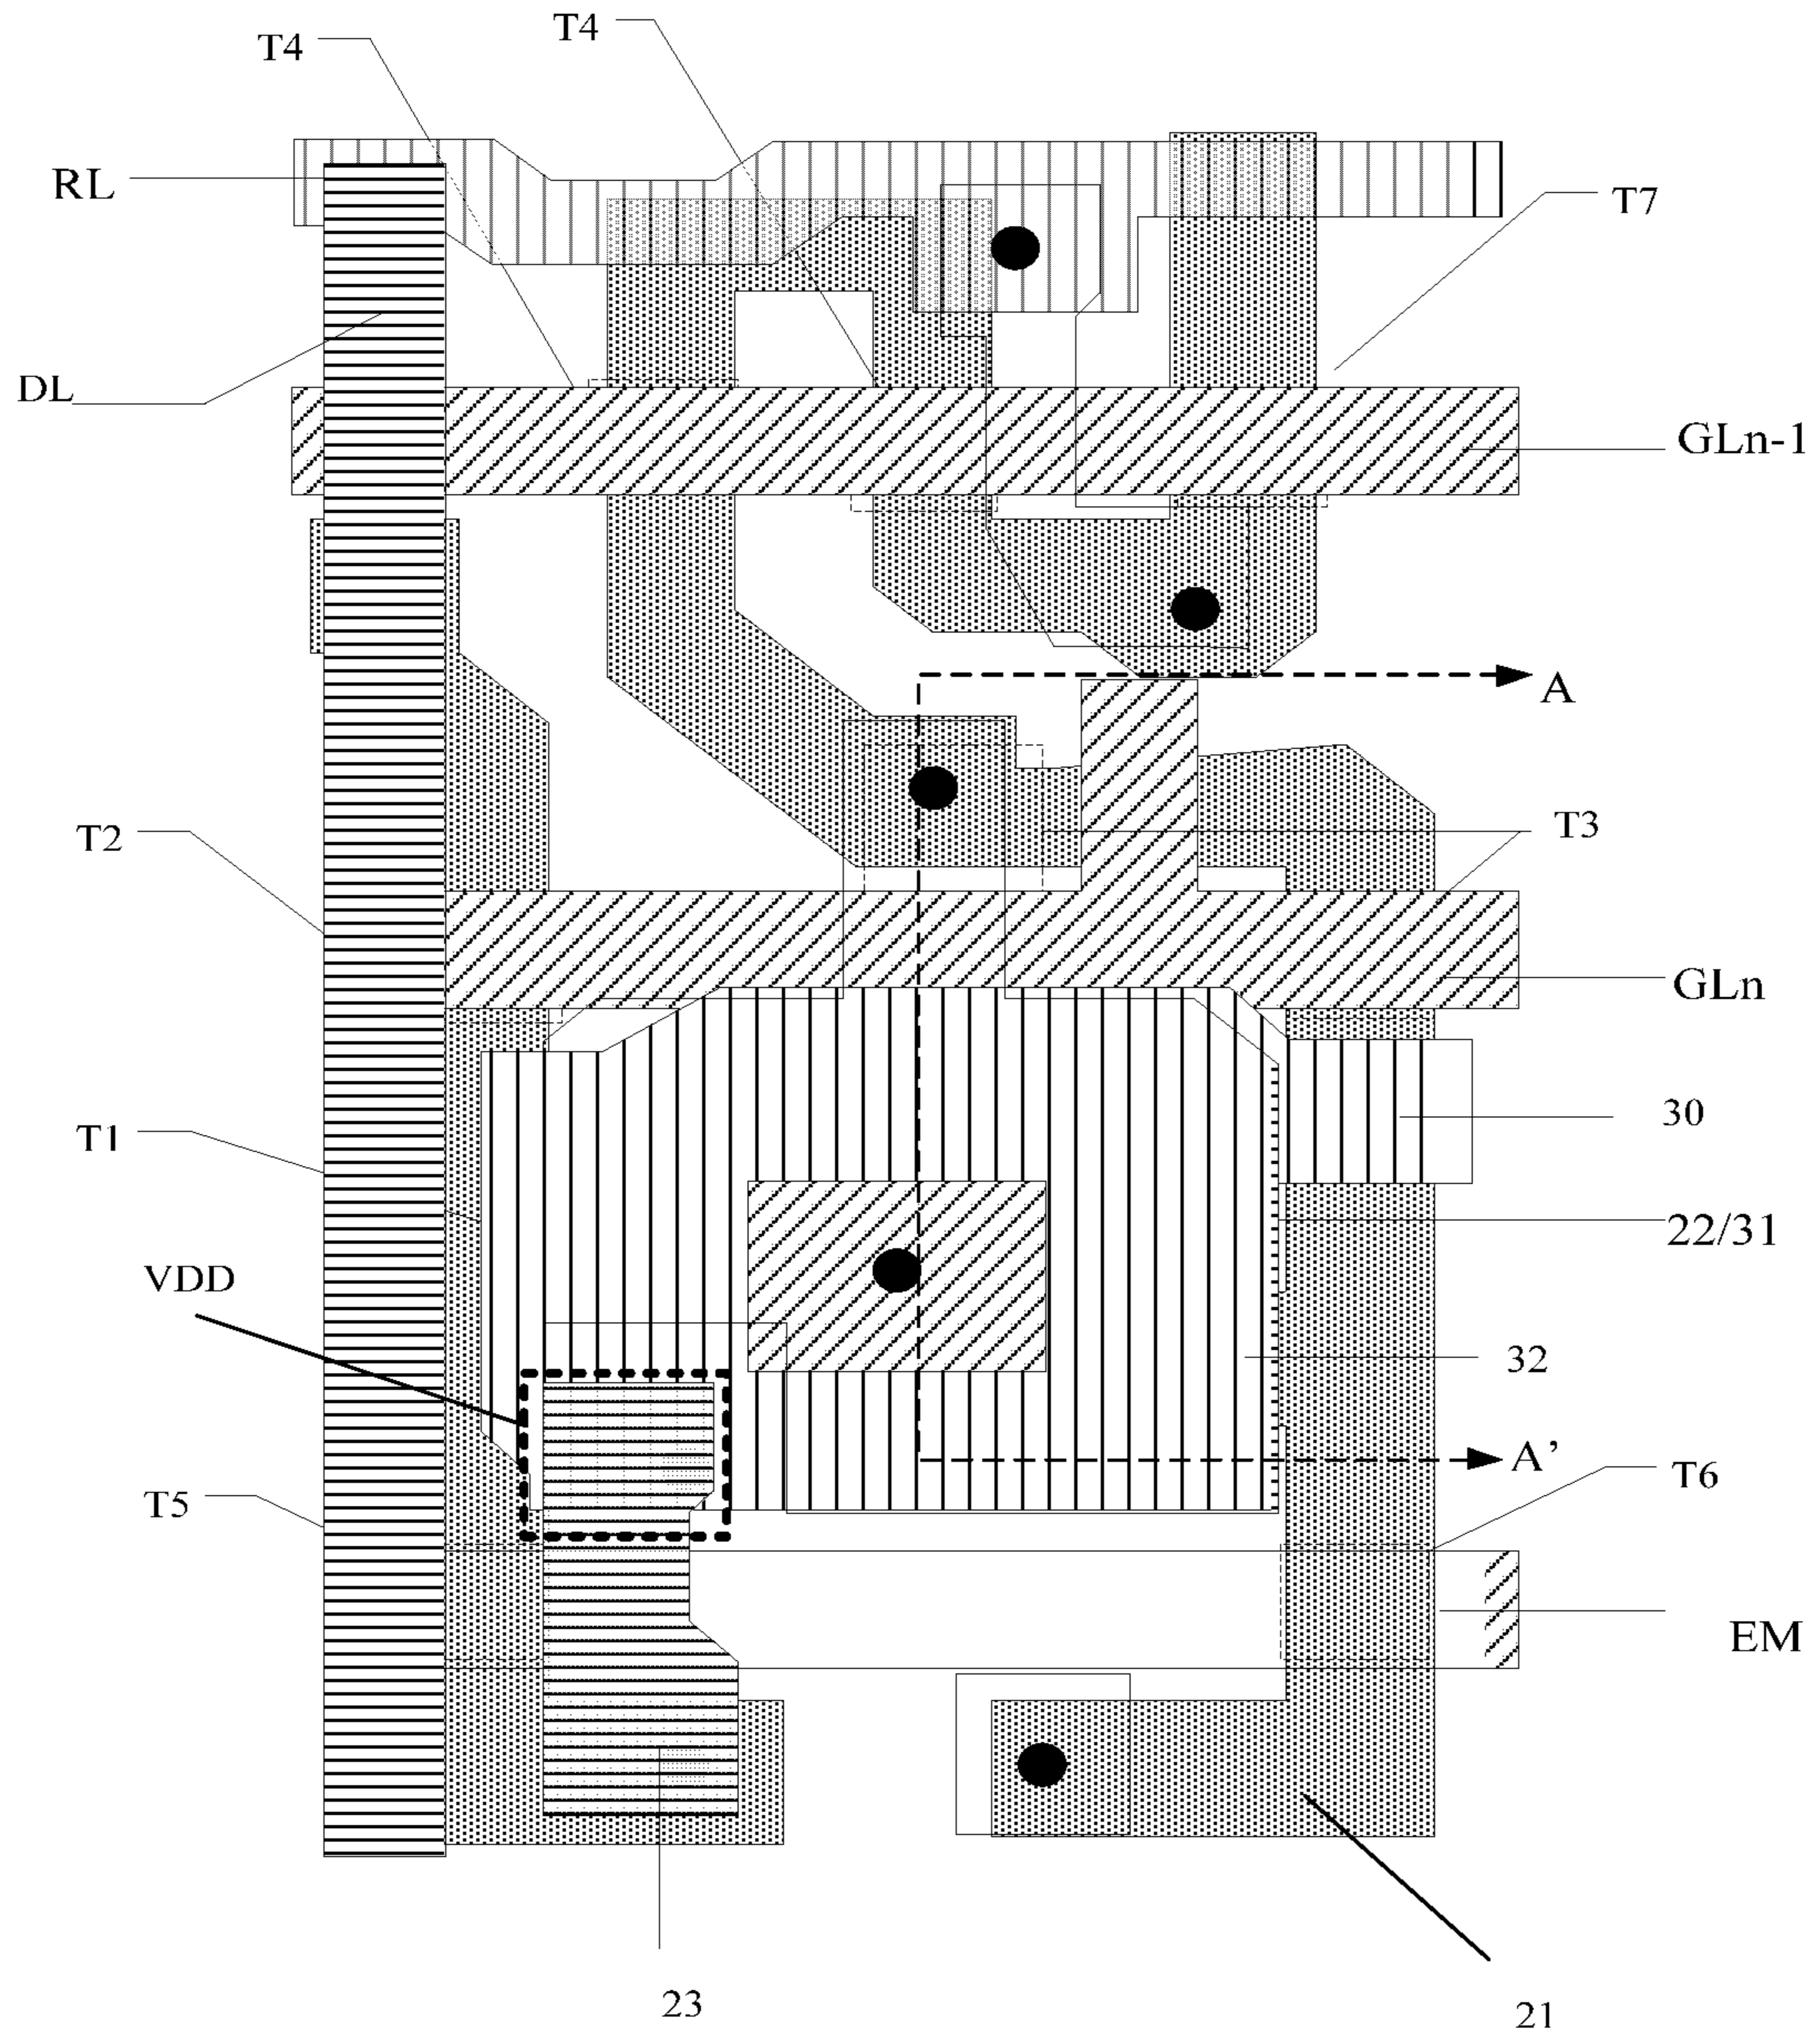 T4
T4
RL
T7
DL
GLn-1
A
T2
T3
GLn
30
T1
22/31
VDD
32
A’
T6
T5
EM
23
21